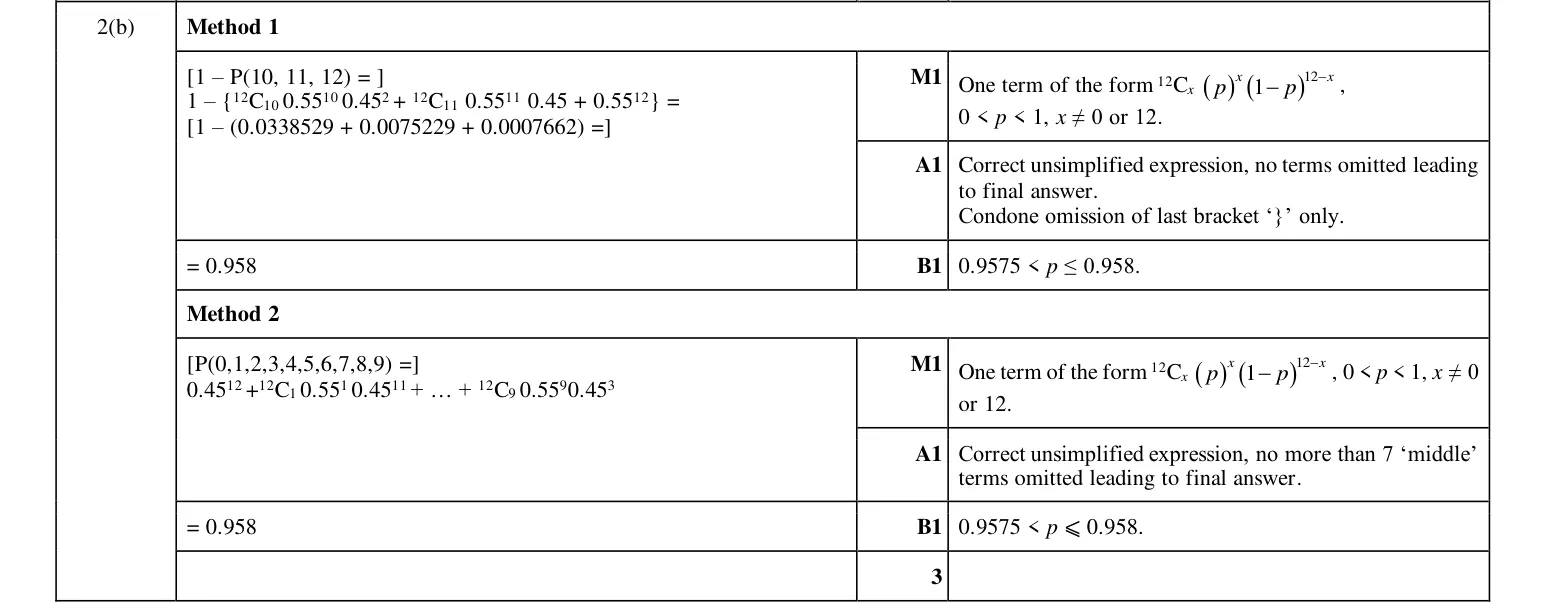 2(b)
Method 1
[1 – P(10, 11, 12) = ]
1 – {¹²C₁₀ 0.55¹⁰ 0.45² + ¹²C₁₁ 0.55¹¹ 0.45 + 0.55¹²} =
[1 – (0.0338529 + 0.0075229 + 0.0007662) =]
M1
One term of the form ¹²Cₓ (p)ˣ(1 – p)¹²⁻ˣ ,
0 < p < 1, x ≠ 0 or 12.
A1
Correct unsimplified expression, no terms omitted leading
to final answer.
Condone omission of last bracket ‘}’ only.
= 0.958
B1
0.9575 < p ≤ 0.958.
Method 2
[P(0,1,2,3,4,5,6,7,8,9) =]
0.45¹² +¹²C₁ 0.55¹ 0.45¹¹ + … + ¹²C₉ 0.55⁹0.45³
M1
One term of the form ¹²Cₓ (p)ˣ(1 – p)¹²⁻ˣ , 0 < p < 1, x ≠ 0
or 12.
A1
Correct unsimplified expression, no more than 7 ‘middle’
terms omitted leading to final answer.
= 0.958
B1
0.9575 < p ⩽ 0.958.
3